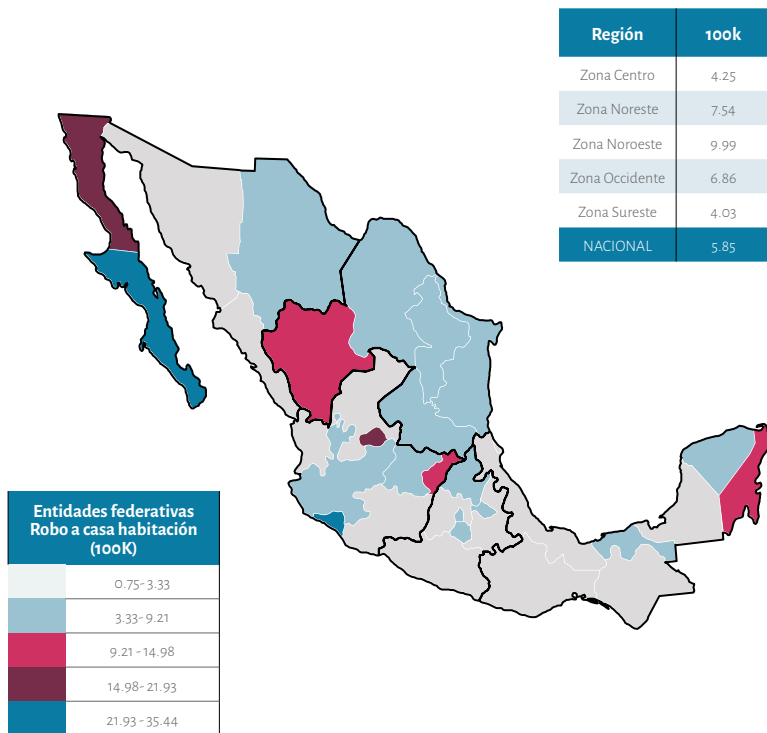 Región 100k
Zona Centro 4.25
Zona Noreste 7.54
Zona Noroeste 9.99
Zona Occidente 6.86
Zona Sureste 4.03
NACIONAL 5.85
Entidades federativas
Robo a casa habitación
(100K)
0.75- 3.33
3.33- 9.21
9.21 - 14.98
14.98- 21.93
21.93 - 35.44